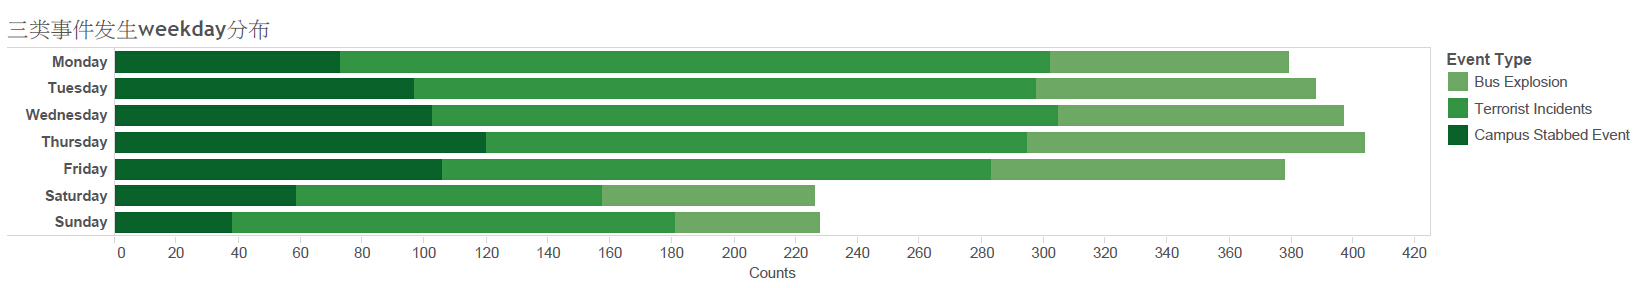 三类事件发生weekday分布
Monday
Tuesday
Wednesday
Thursday
Friday
Saturday
Sunday
0 20 40 60 80 100 120 140 160 180 200 220 240 260 280 300 320 340 360 380 400 420
Counts
Event Type
Bus Explosion
Terrorist Incidents
Campus Stabbed Event